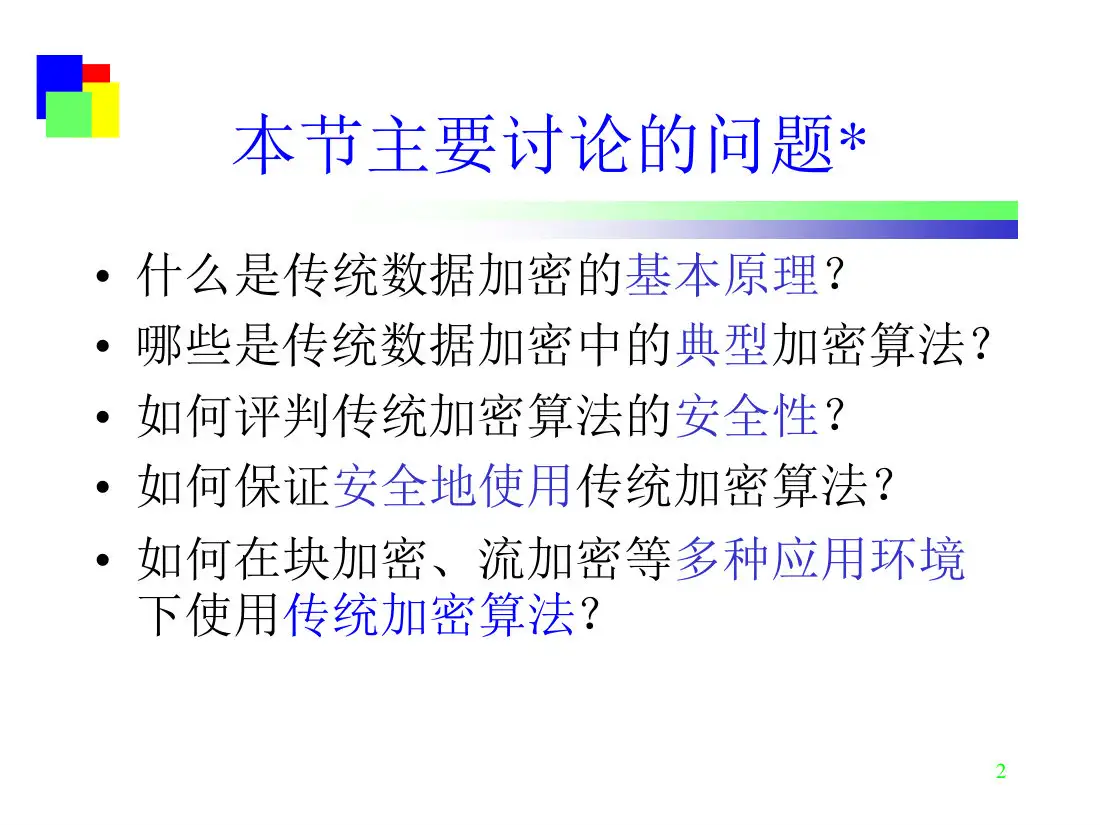 本节主要讨论的问题*
• 什么是传统数据加密的基本原理？
• 哪些是传统数据加密中的典型加密算法？
• 如何评判传统加密算法的安全性？
• 如何保证安全地使用传统加密算法？
• 如何在块加密、流加密等多种应用环境
下使用传统加密算法？
2